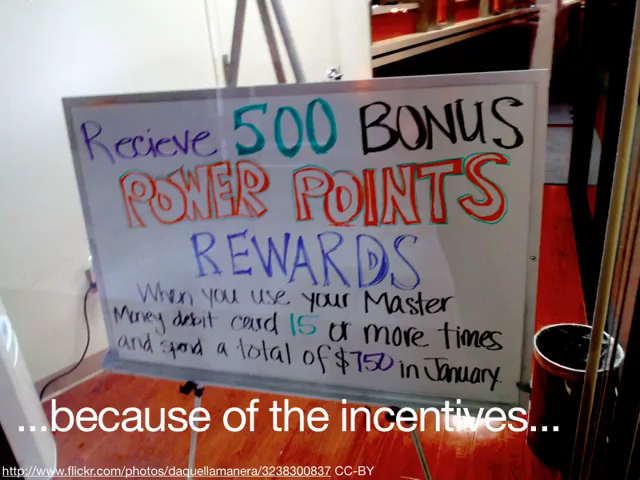 Recieve 500 BONUS
POWER POINTS
REWARDS
When you use your Master
Money debit card 15 or more times
and spend a total of $750 in January
...because of the incentives...
http://www.flickr.com/photos/daquellamanera/3238300837 CC-BY